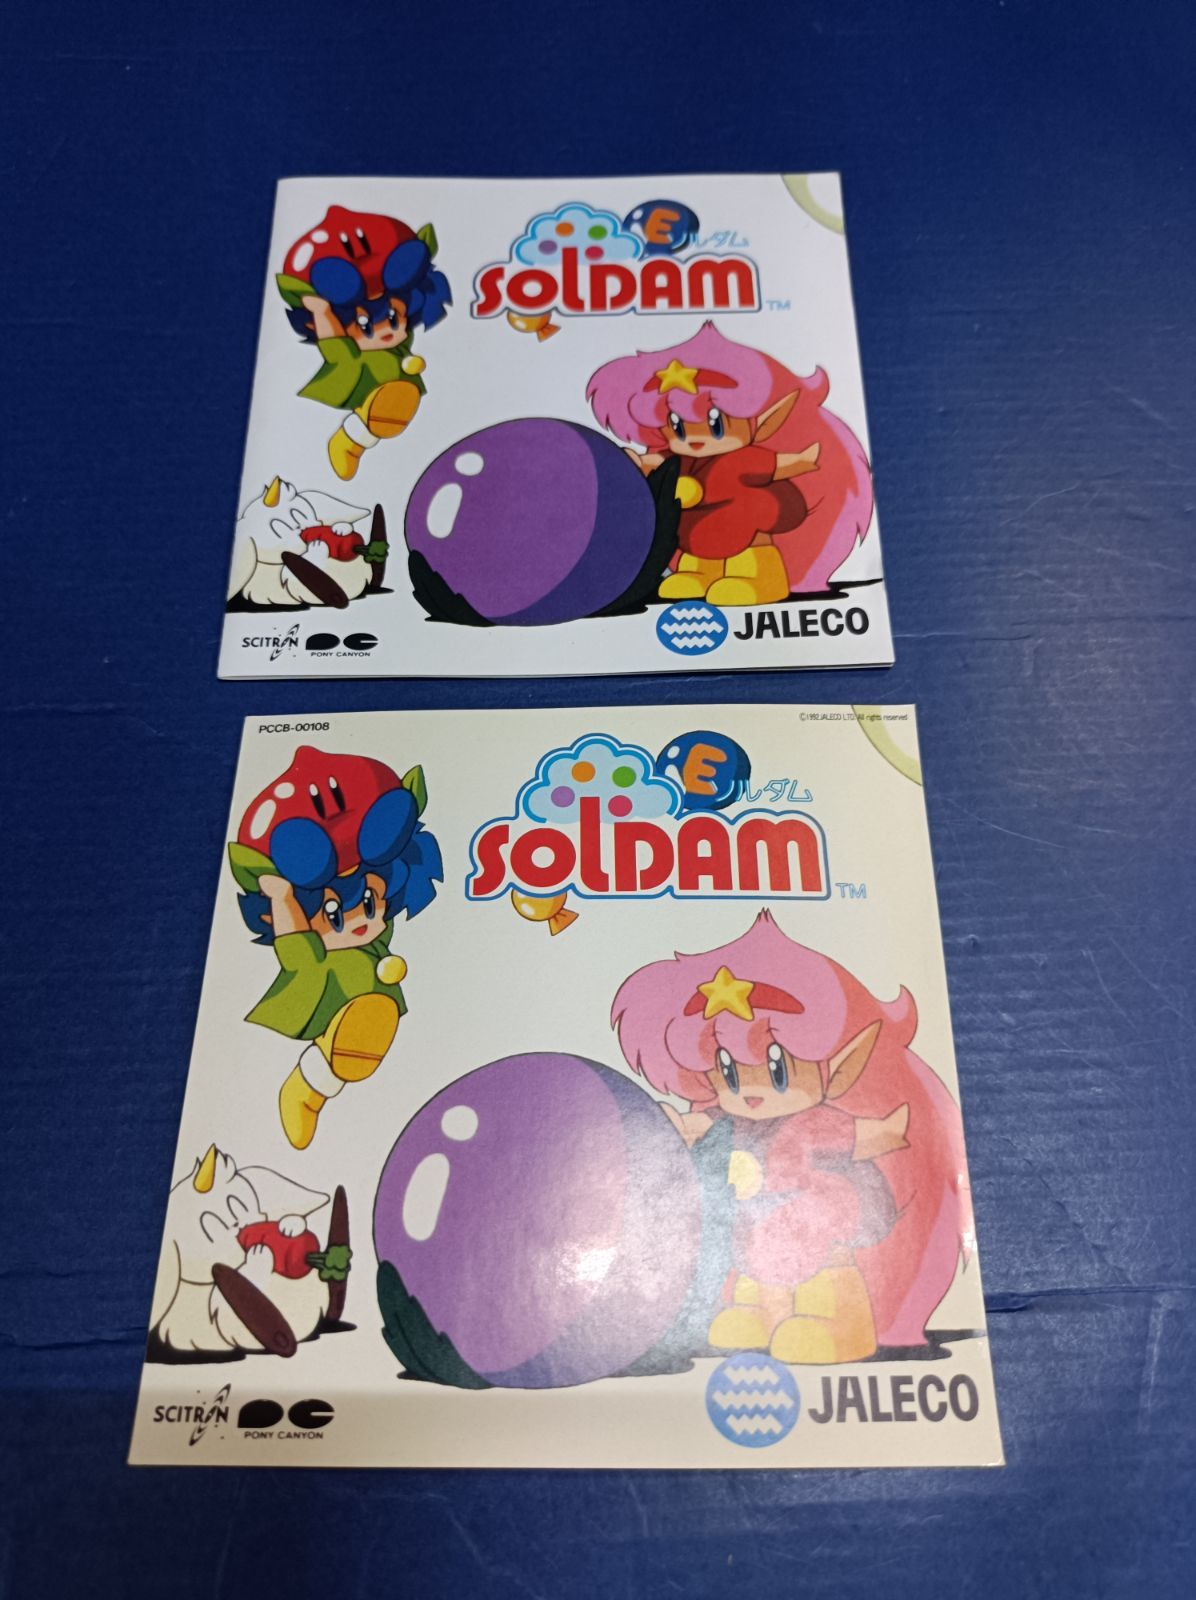 E ルダム
SOLDAM TM
SCITRON
PONY CANYON
JALECO
PCCB-00108
©1992 JALECO LTD. All rights reserved
E ルダム
SOLDAM TM
SCITRON
PONY CANYON
JALECO